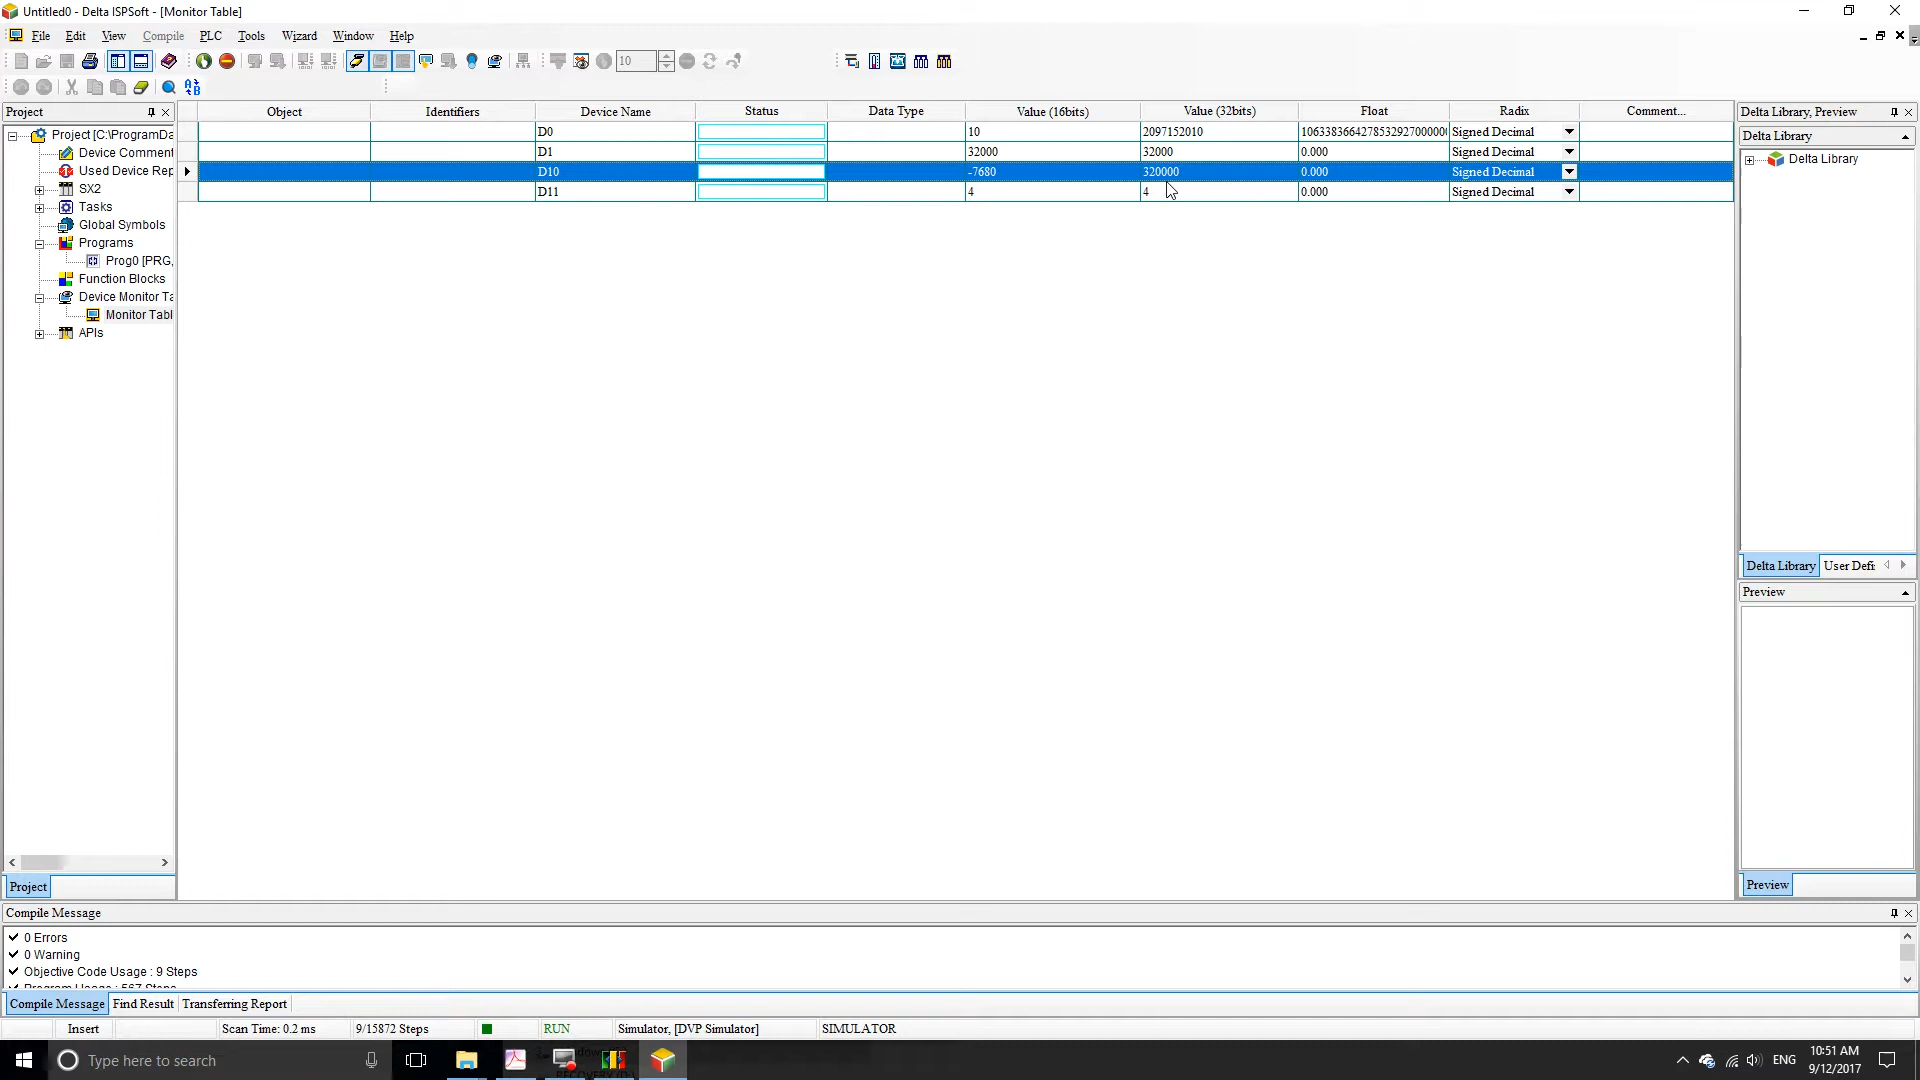 Untitled0 - Delta ISPSoft - [Monitor Table]
File Edit View Compile PLC Tools Wizard Window Help
10
Project
Project [C:\ProgramDa
Device Comment
Used Device Rep
SX2
Tasks
Global Symbols
Programs
Prog0 [PRG,
Function Blocks
Device Monitor Ta
Monitor Tabl
APIs
Project
Object Identifiers Device Name Status Data Type Value (16bits) Value (32bits) Float Radix Comment...
D0 10 2097152010 Signed Decimal
D1 32000 32000 0.000 Signed Decimal
D10 -7680 320000 0.000 Signed Decimal
D11 4 4 0.000 Signed Decimal
Delta Library, Preview
Delta Library
Delta Library
Delta Library User Defi
Preview
Preview
Compile Message
0 Errors
0 Warning
Objective Code Usage : 9 Steps
Compile Message Find Result Transferring Report
Insert Scan Time: 0.2 ms 9/15872 Steps RUN Simulator, [DVP Simulator] SIMULATOR
Type here to search
ENG
10:51 AM
9/12/2017